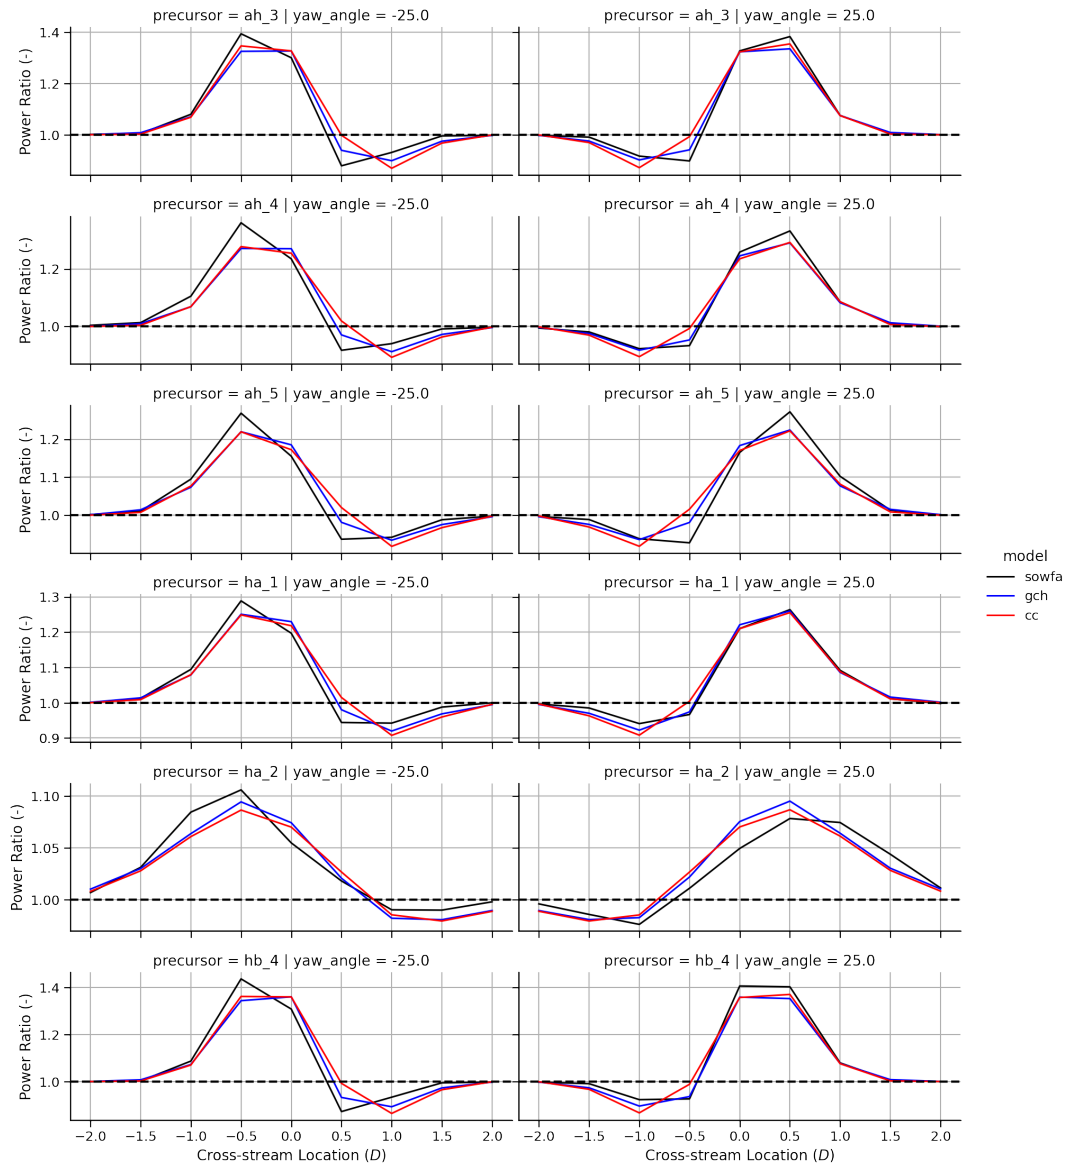 precursor = ah_3 | yaw_angle = -25.0
precursor = ah_3 | yaw_angle = 25.0
Power Ratio (-)
1.4
1.2
1.0
precursor = ah_4 | yaw_angle = -25.0
precursor = ah_4 | yaw_angle = 25.0
Power Ratio (-)
1.2
1.0
precursor = ah_5 | yaw_angle = -25.0
precursor = ah_5 | yaw_angle = 25.0
Power Ratio (-)
1.2
1.1
1.0
precursor = ha_1 | yaw_angle = -25.0
precursor = ha_1 | yaw_angle = 25.0
Power Ratio (-)
1.3
1.2
1.1
1.0
0.9
precursor = ha_2 | yaw_angle = -25.0
precursor = ha_2 | yaw_angle = 25.0
Power Ratio (-)
1.10
1.05
1.00
precursor = hb_4 | yaw_angle = -25.0
precursor = hb_4 | yaw_angle = 25.0
Power Ratio (-)
1.4
1.2
1.0
−2.0 −1.5 −1.0 −0.5 0.0 0.5 1.0 1.5 2.0
Cross-stream Location (D)
−2.0 −1.5 −1.0 −0.5 0.0 0.5 1.0 1.5 2.0
Cross-stream Location (D)
model
sowfa
gch
cc